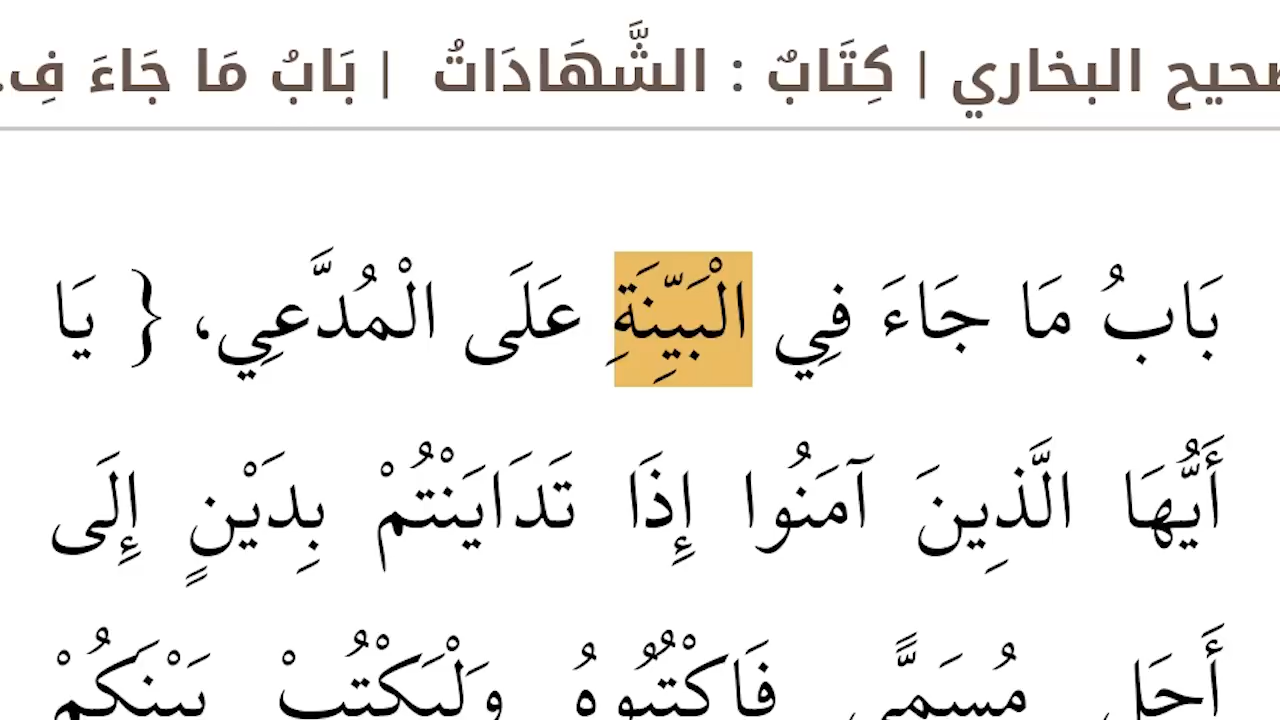 صحيح البخاري | كِتَابٌ : الشَّهَادَاتُ | بَابُ مَا جَاءَ فِ.
بَابُ مَا جَاءَ فِي الْبَيِّنَةِ عَلَى الْمُدَّعِي، { يَا
أَيُّهَا الَّذِينَ آمَنُوا إِذَا تَدَايَنْتُمْ بِدَيْنٍ إِلَى
أَجَلٍ مُسَمًّى فَاكْتُبُوهُ وَلْيَكْتُبْ بَيْنَكُمْ